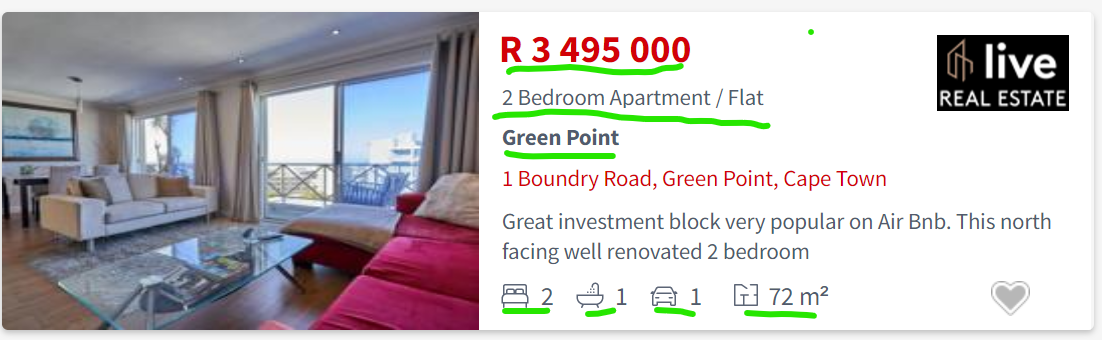 R 3 495 000
live
REAL ESTATE
2 Bedroom Apartment / Flat
Green Point
1 Boundry Road, Green Point, Cape Town
Great investment block very popular on Air Bnb. This north
facing well renovated 2 bedroom
2 1 1 72 m²